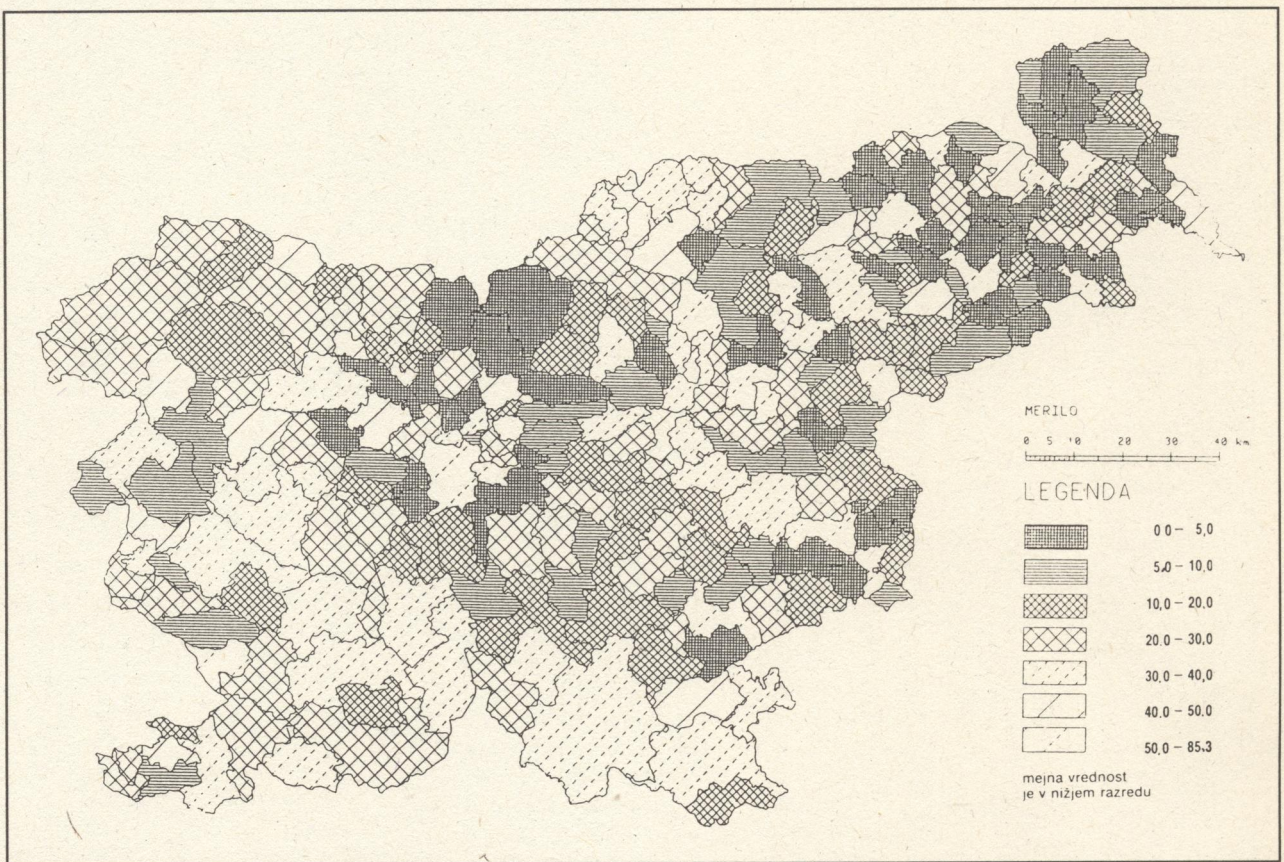 MERILO
0 5 10 20 30 40 km
LEGENDA
0 0 – 5,0
5,0 – 10,0
10,0 – 20,0
20,0 – 30,0
30,0 – 40,0
40,0 – 50,0
50,0 – 85,3
mejna vrednost
je v nižjem razredu